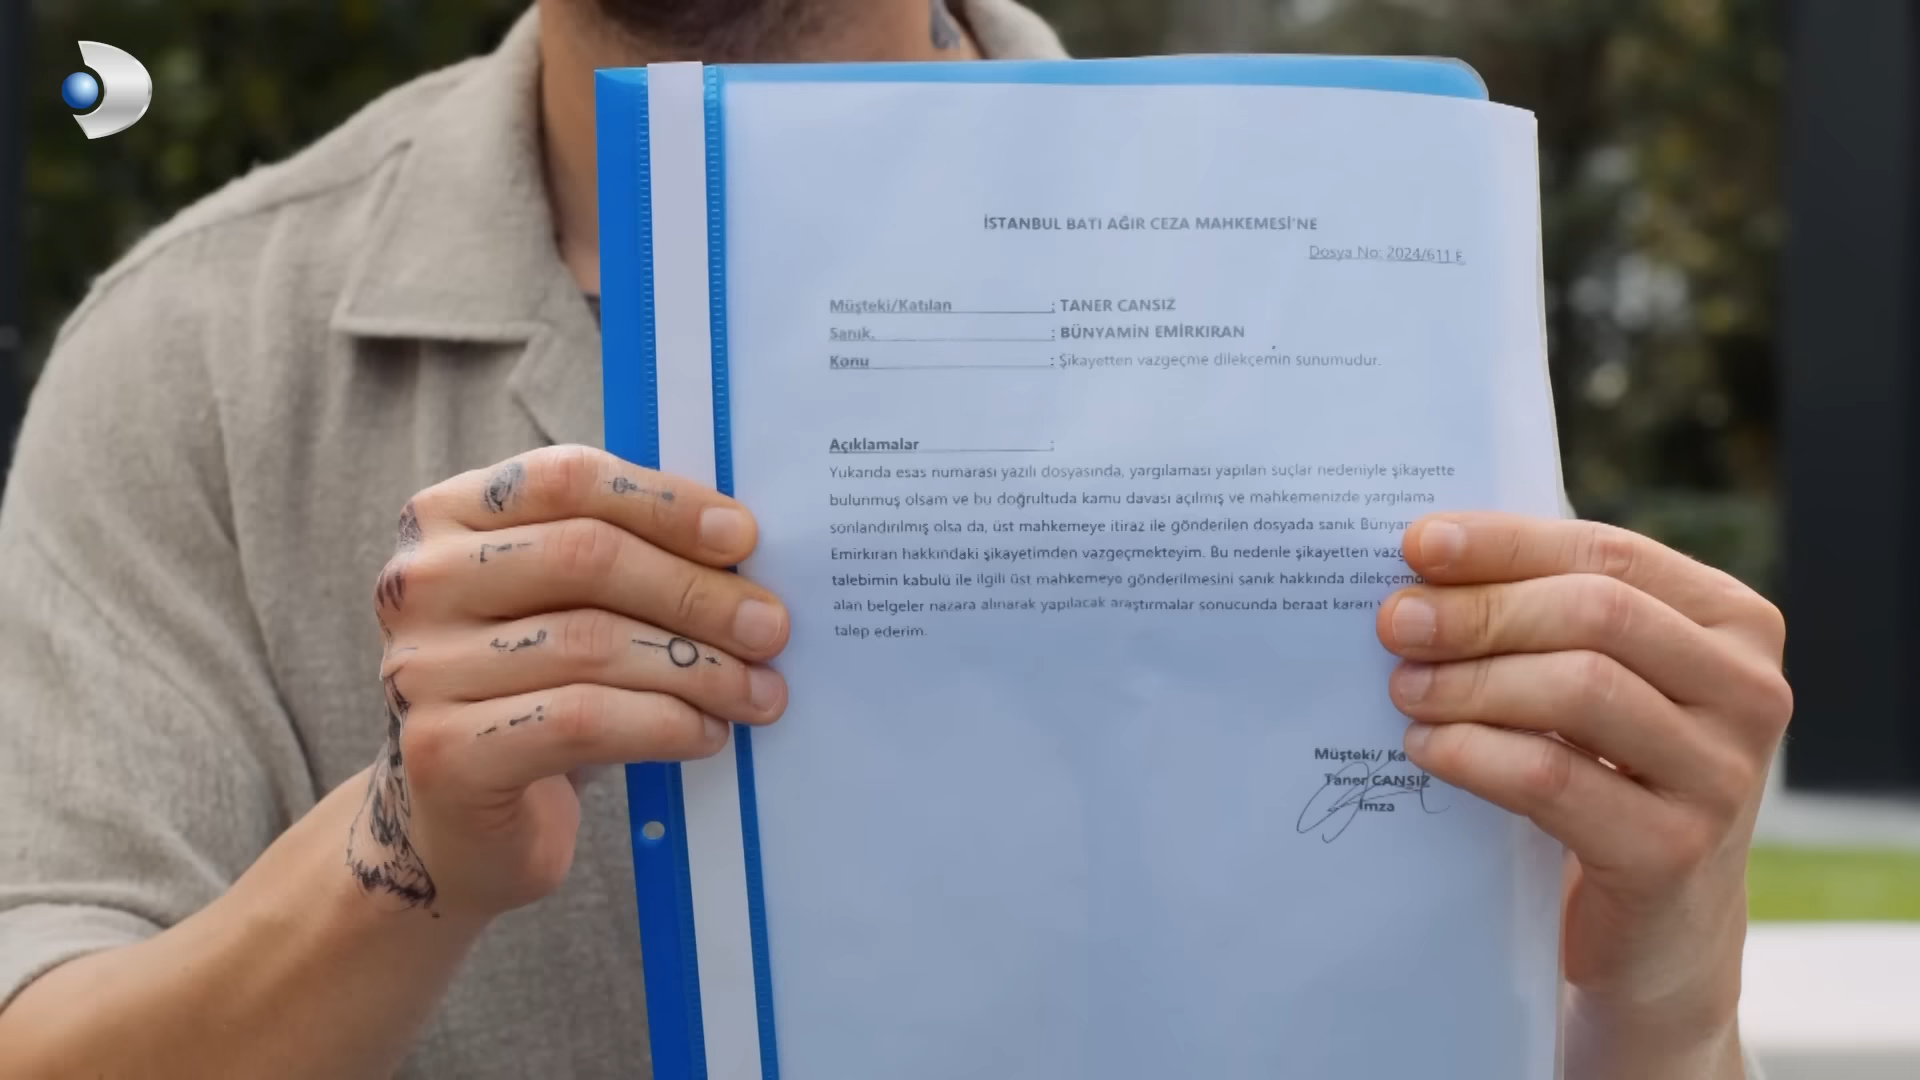 İSTANBUL BATI AĞIR CEZA MAHKEMESİ'NE
Dosya No: 2024/611 E.
Müşteki/Katılan : TANER CANSIZ
Sanık. : BÜNYAMİN EMİRKIRAN
Konu : Şikayetten vazgeçme dilekçemin sunumudur.
Açıklamalar :
Yukarıda esas numarası yazılı dosyasında, yargılaması yapılan suçlar nedeniyle şikayette
bulunmuş olsam ve bu doğrultuda kamu davası açılmış ve mahkemenizde yargılama
sonlandırılmış olsa da, üst mahkemeye itiraz ile gönderilen dosyada sanık
Emirkıran hakkındaki şikayetimden vazgeçmekteyim. Bu nedenle şikayetten
talebimin kabulü ile ilgili üst mahkemeye gönderilmesini sanık hakkında
alan belgeler nazara alınarak yapılacak araştırmalar sonucunda beraat kararı
talep ederim.
Müşteki/
Taner CANSIZ
İmza